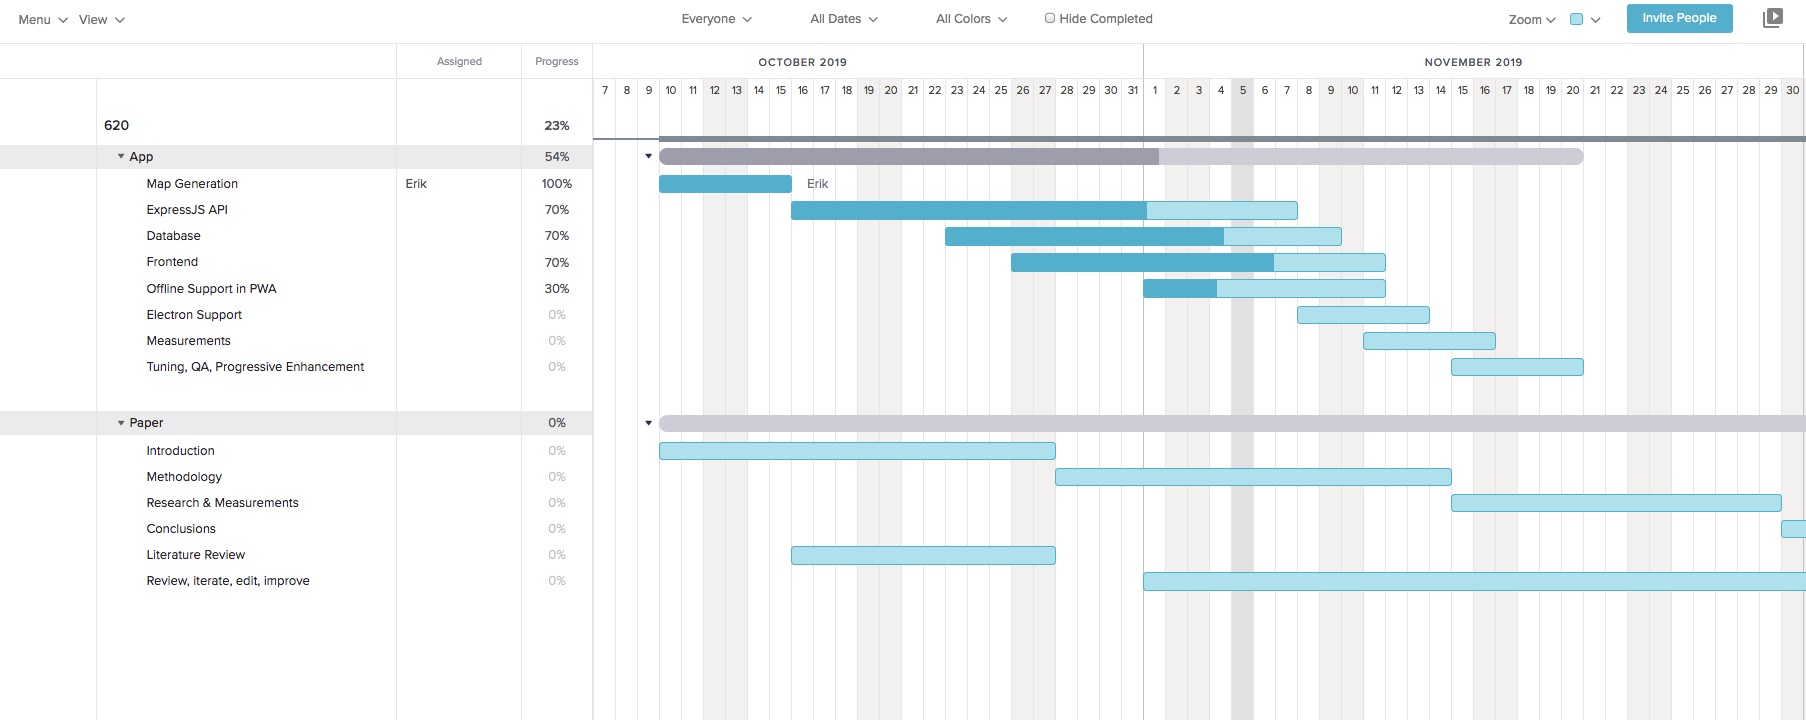 Menu View Everyone All Dates All Colors Hide Completed Zoom Invite People
Assigned Progress OCTOBER 2019 NOVEMBER 2019
7 8 9 10 11 12 13 14 15 16 17 18 19 20 21 22 23 24 25 26 27 28 29 30 31 1 2 3 4 5 6 7 8 9 10 11 12 13 14 15 16 17 18 19 20 21 22 23 24 25 26 27 28 29 30
620 23%
App 54%
Map Generation Erik 100% Erik
ExpressJS API 70%
Database 70%
Frontend 70%
Offline Support in PWA 30%
Electron Support 0%
Measurements 0%
Tuning, QA, Progressive Enhancement 0%
Paper 0%
Introduction 0%
Methodology 0%
Research & Measurements 0%
Conclusions 0%
Literature Review 0%
Review, iterate, edit, improve 0%